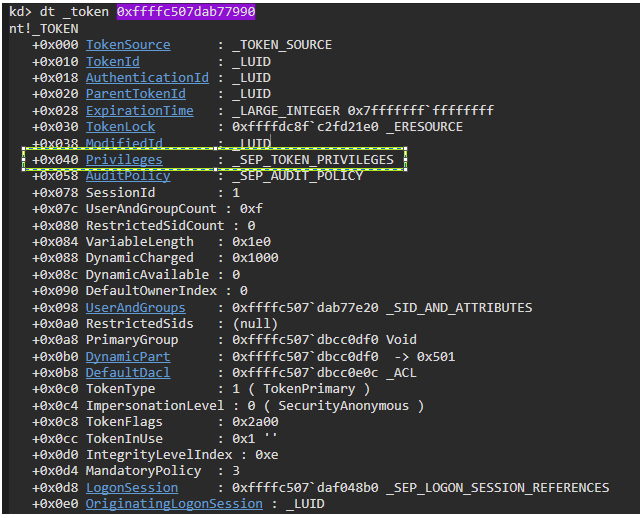 kd> dt _token 0xffffc507dab77990
nt!_TOKEN
   +0x000 TokenSource      : _TOKEN_SOURCE
   +0x010 TokenId          : _LUID
   +0x018 AuthenticationId : _LUID
   +0x020 ParentTokenId    : _LUID
   +0x028 ExpirationTime   : _LARGE_INTEGER 0x7fffffff`ffffffff
   +0x030 TokenLock        : 0xffffdc8f`c2fd21e0 _ERESOURCE
   +0x038 ModifiedId       : _LUID
   +0x040 Privileges       : _SEP_TOKEN_PRIVILEGES
   +0x058 AuditPolicy      : _SEP_AUDIT_POLICY
   +0x078 SessionId        : 1
   +0x07c UserAndGroupCount : 0xf
   +0x080 RestrictedSidCount : 0
   +0x084 VariableLength   : 0x1e0
   +0x088 DynamicCharged   : 0x1000
   +0x08c DynamicAvailable : 0
   +0x090 DefaultOwnerIndex : 0
   +0x098 UserAndGroups    : 0xffffc507`dab77e20 _SID_AND_ATTRIBUTES
   +0x0a0 RestrictedSids   : (null)
   +0x0a8 PrimaryGroup     : 0xffffc507`dbcc0df0 Void
   +0x0b0 DynamicPart      : 0xffffc507`dbcc0df0  -> 0x501
   +0x0b8 DefaultDacl      : 0xffffc507`dbcc0e0c _ACL
   +0x0c0 TokenType        : 1 ( TokenPrimary )
   +0x0c4 ImpersonationLevel : 0 ( SecurityAnonymous )
   +0x0c8 TokenFlags       : 0x2a00
   +0x0cc TokenInUse       : 0x1 ''
   +0x0d0 IntegrityLevelIndex : 0xe
   +0x0d4 MandatoryPolicy  : 3
   +0x0d8 LogonSession     : 0xffffc507`daf048b0 _SEP_LOGON_SESSION_REFERENCES
   +0x0e0 OriginatingLogonSession : _LUID